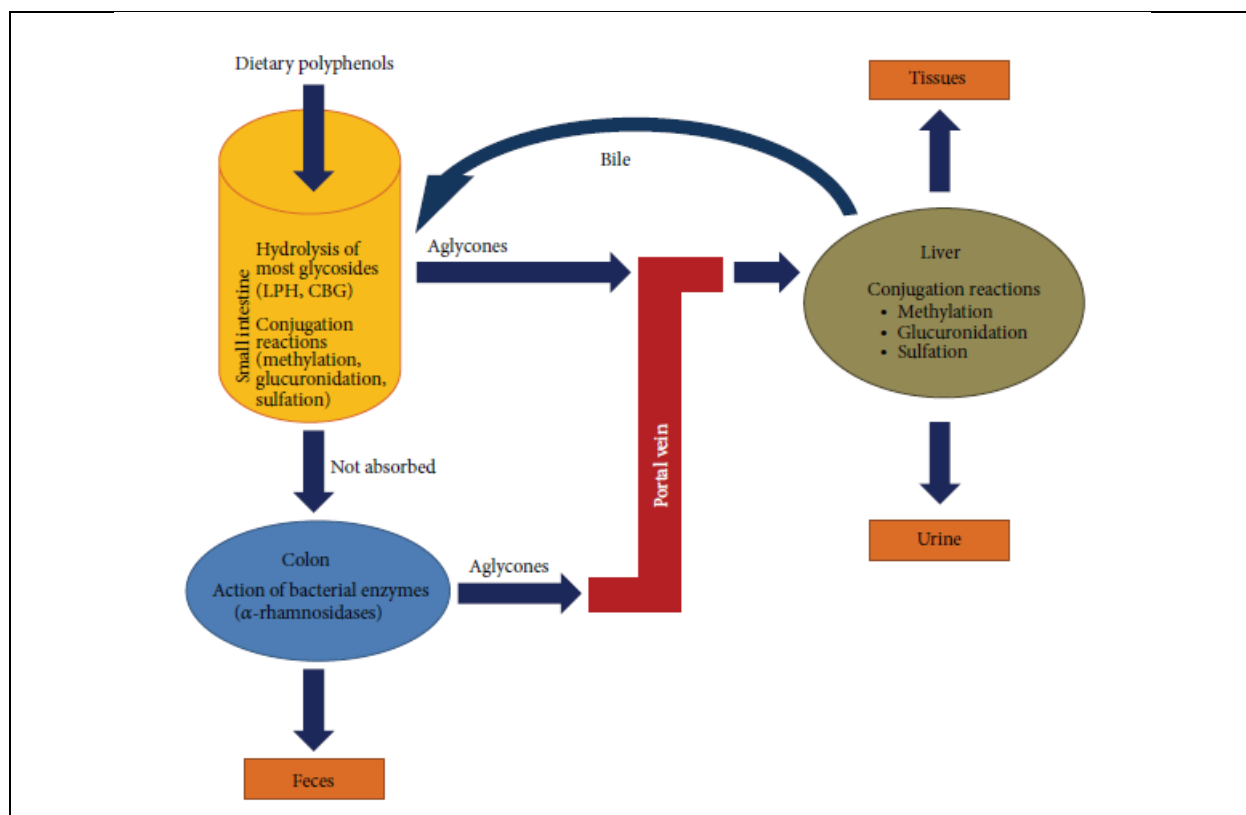 Dietary polyphenols
Tissues
Bile
Small intestine
Hydrolysis of
most glycosides
(LPH, CBG)
Conjugation
reactions
(methylation,
glucuronidation,
sulfation)
Aglycones
Liver
Conjugation reactions
• Methylation
• Glucuronidation
• Sulfation
Portal vein
Not absorbed
Colon
Action of bacterial enzymes
(α-rhamnosidases)
Aglycones
Urine
Feces